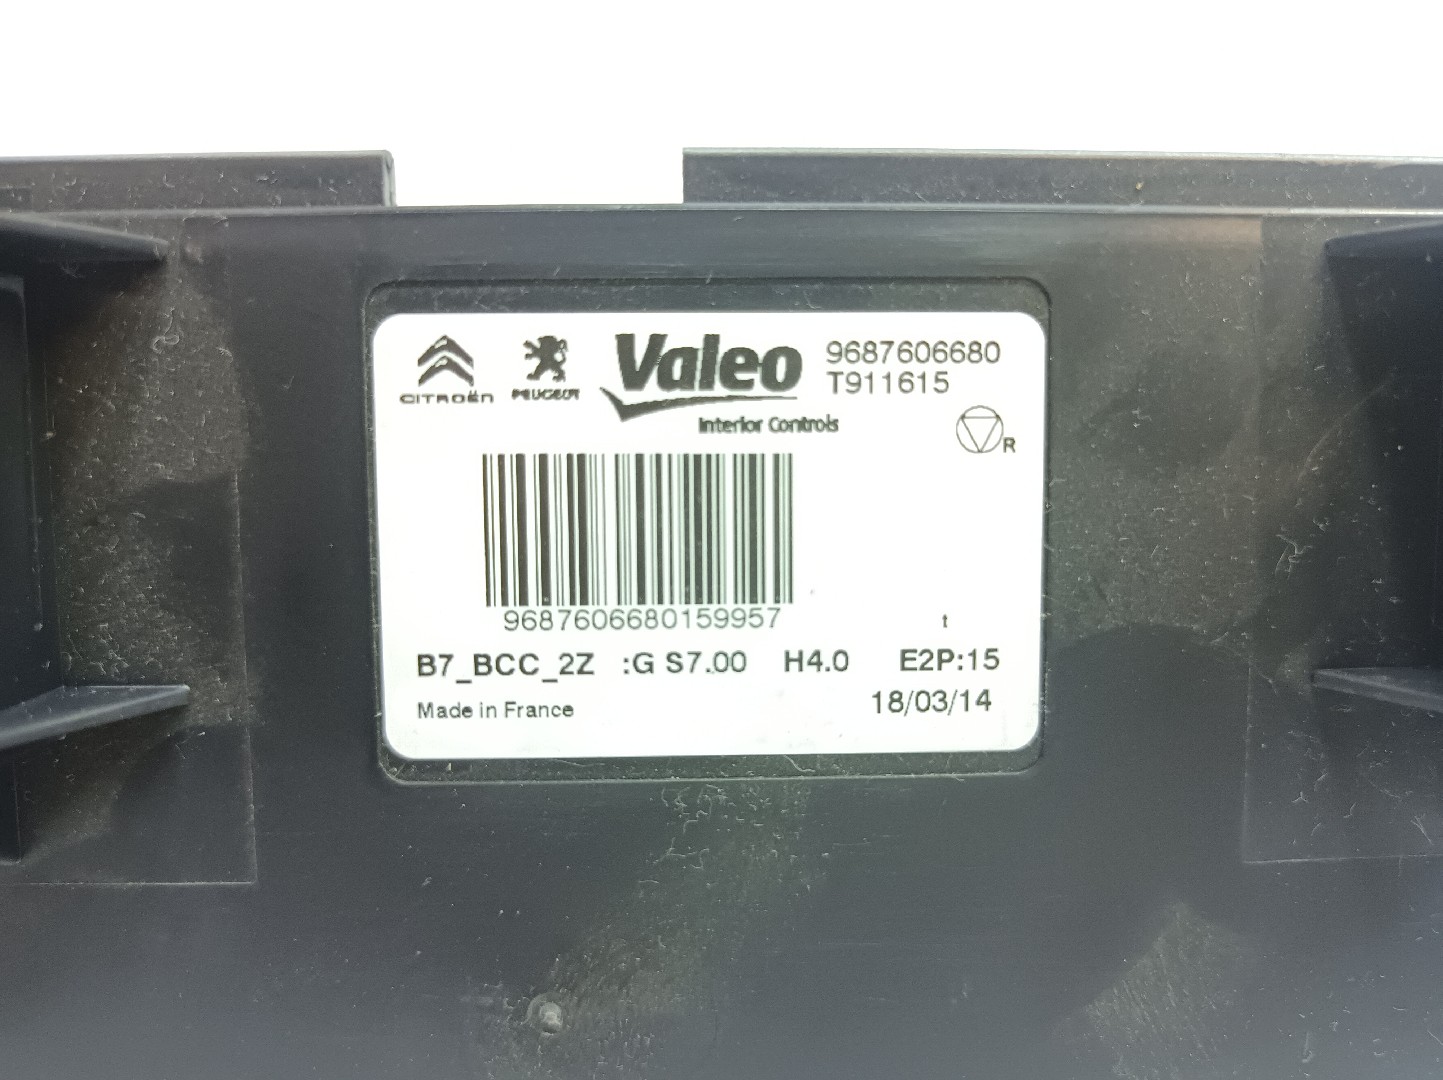 CITROËN PEUGEOT Valeo 9687606680
T911615
Interior Controls
R
9687606680159957
t
B7_BCC_2Z :G S7.00 H4.0 E2P:15
Made in France 18/03/14